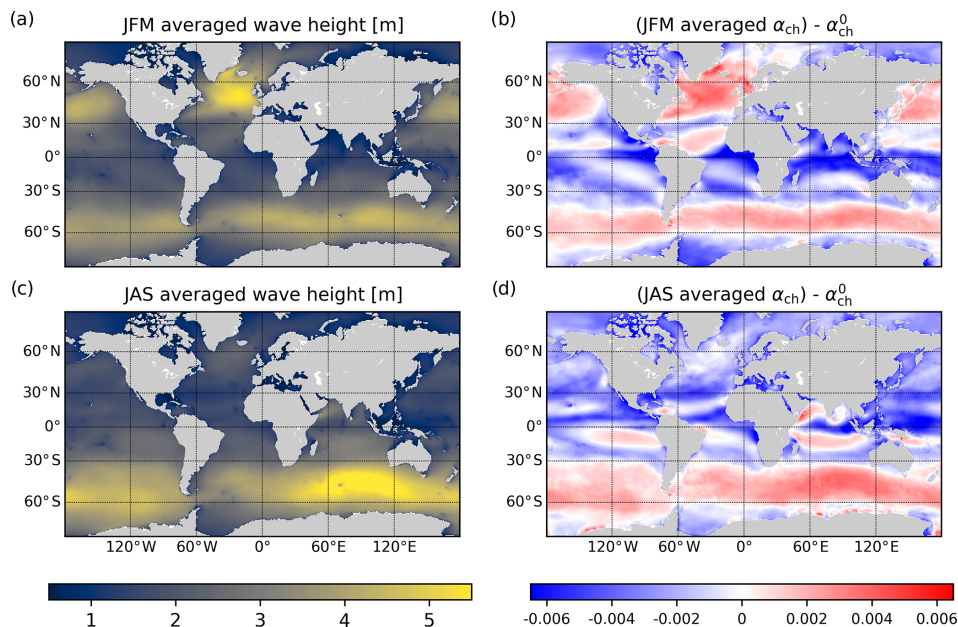 (a) JFM averaged wave height [m]
(b) (JFM averaged α_ch) - α_ch^0
60°N 60°N
30°N 30°N
0° 0°
30°S 30°S
60°S 60°S
(c) JAS averaged wave height [m]
(d) (JAS averaged α_ch) - α_ch^0
60°N 60°N
30°N 30°N
0° 0°
30°S 30°S
60°S 60°S
120°W 60°W 0° 60°E 120°E 120°W 60°W 0° 60°E 120°E
1 2 3 4 5
-0.006 -0.004 -0.002 0 0.002 0.004 0.006